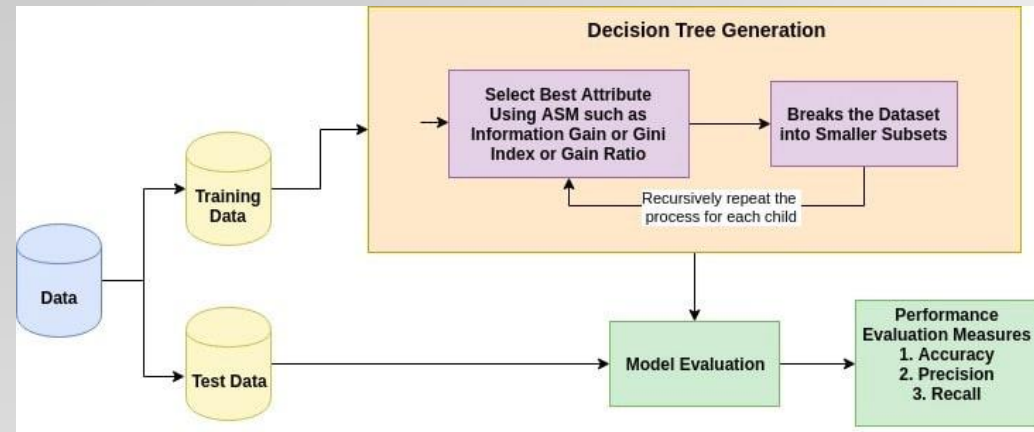 Decision Tree Generation
Select Best Attribute
Using ASM such as
Information Gain or Gini
Index or Gain Ratio
Breaks the Dataset
into Smaller Subsets
Recursively repeat the
process for each child
Training
Data
Data
Test Data
Model Evaluation
Performance
Evaluation Measures
1. Accuracy
2. Precision
3. Recall